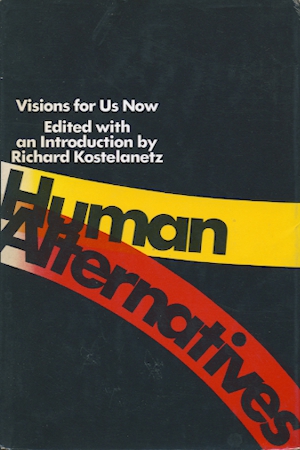 Visions for Us Now
Edited with
an Introduction by
Richard Kostelanetz
Human
Alternatives